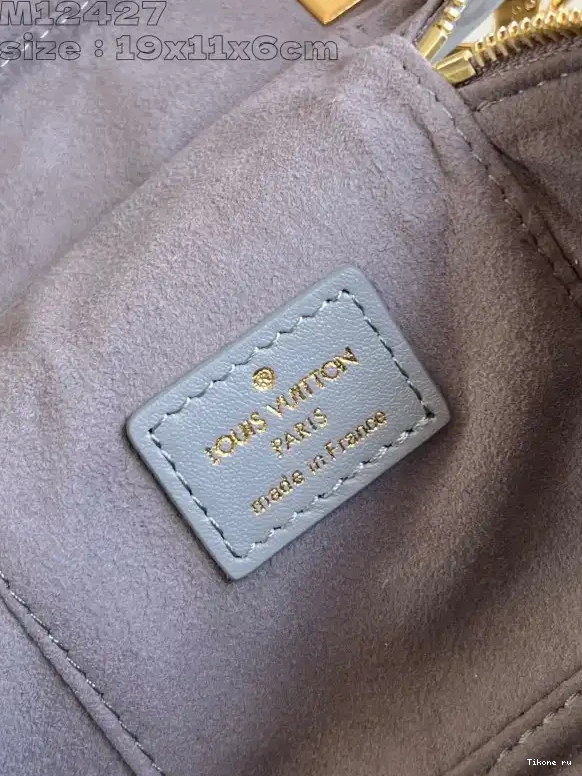 M12427
size : 19x11x6cm
®
LOUIS VUITTON
PARIS
made in France
Tikone ru